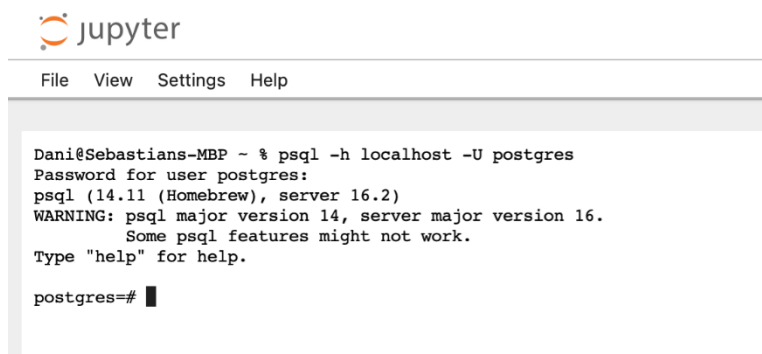 jupyter
File View Settings Help
Dani@Sebastians-MBP ~ % psql -h localhost -U postgres
Password for user postgres:
psql (14.11 (Homebrew), server 16.2)
WARNING: psql major version 14, server major version 16.
         Some psql features might not work.
Type "help" for help.
postgres=#